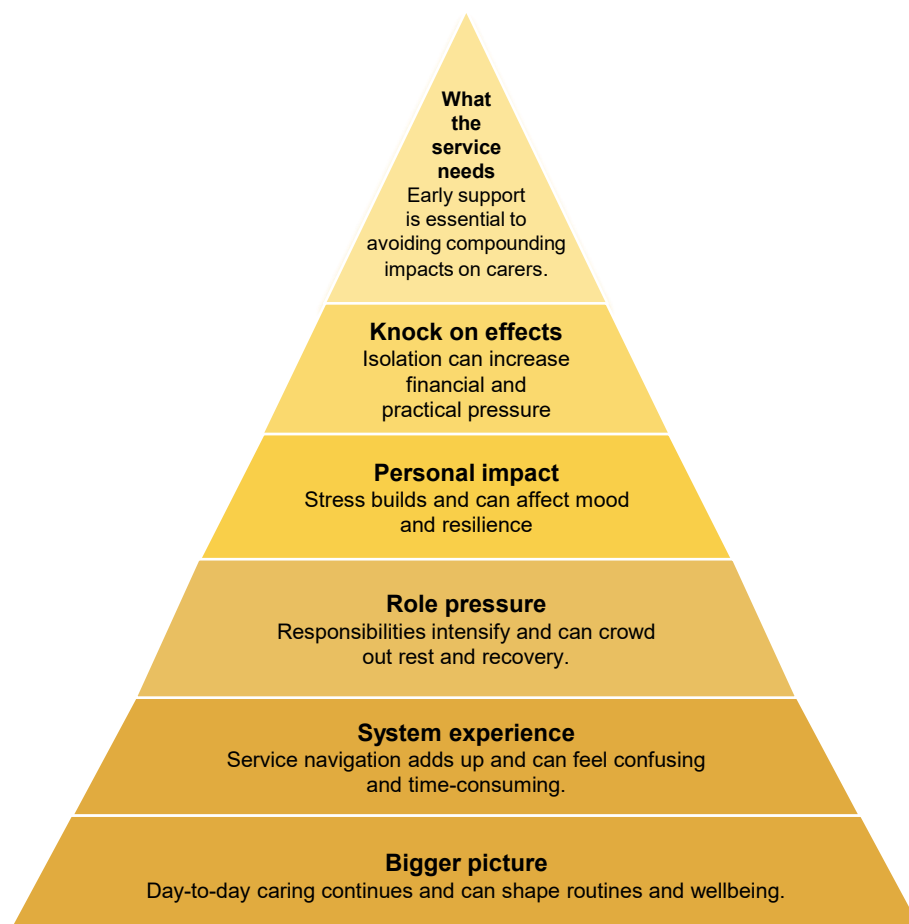 What
the
service
needs
Early support
is essential to
avoiding compounding
impacts on carers.
Knock on effects
Isolation can increase
financial and
practical pressure
Personal impact
Stress builds and can affect mood
and resilience
Role pressure
Responsibilities intensify and can crowd
out rest and recovery.
System experience
Service navigation adds up and can feel confusing
and time-consuming.
Bigger picture
Day-to-day caring continues and can shape routines and wellbeing.